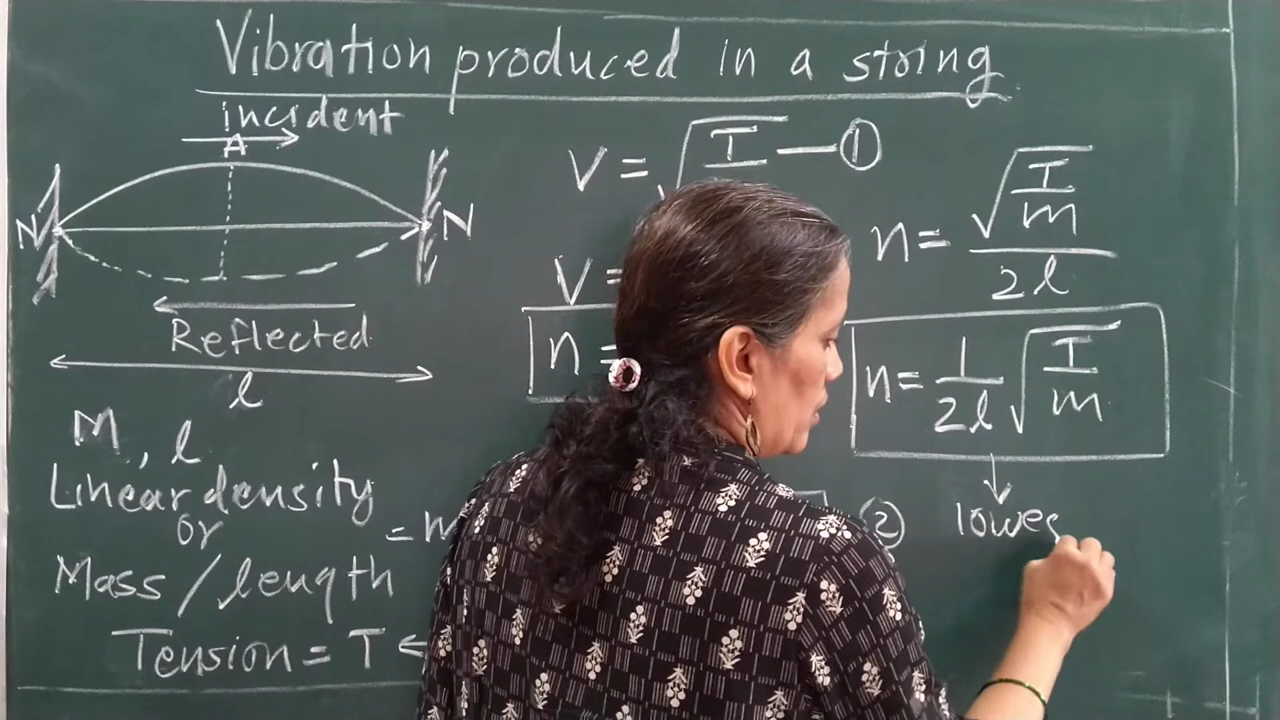 Vibration produced in a string
incident
A
N
N
Reflected
l
M, l
Linear density
or
= m
Mass / length
Tension = T ←
V = √T — ①
V =
n =
②
n = √T/m
2l
n = 1/2l √T/m
↓
lowes